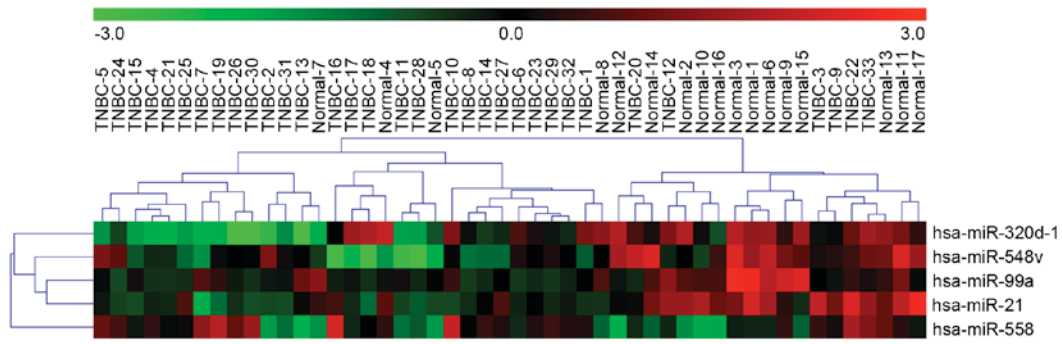 -3.0 0.0 3.0
TNBC-5
TNBC-24
TNBC-15
TNBC-4
TNBC-21
TNBC-25
TNBC-7
TNBC-19
TNBC-26
TNBC-30
TNBC-2
TNBC-31
TNBC-13
Normal-7
TNBC-16
TNBC-17
TNBC-18
Normal-4
TNBC-11
TNBC-28
Normal-5
TNBC-10
TNBC-8
TNBC-14
TNBC-27
TNBC-6
TNBC-23
TNBC-29
TNBC-32
TNBC-1
Normal-8
Normal-12
TNBC-20
Normal-14
TNBC-12
Normal-2
Normal-10
Normal-16
Normal-3
Normal-1
Normal-6
Normal-9
Normal-15
TNBC-3
TNBC-9
TNBC-22
TNBC-33
Normal-13
Normal-11
Normal-17
hsa-miR-320d-1
hsa-miR-548v
hsa-miR-99a
hsa-miR-21
hsa-miR-558